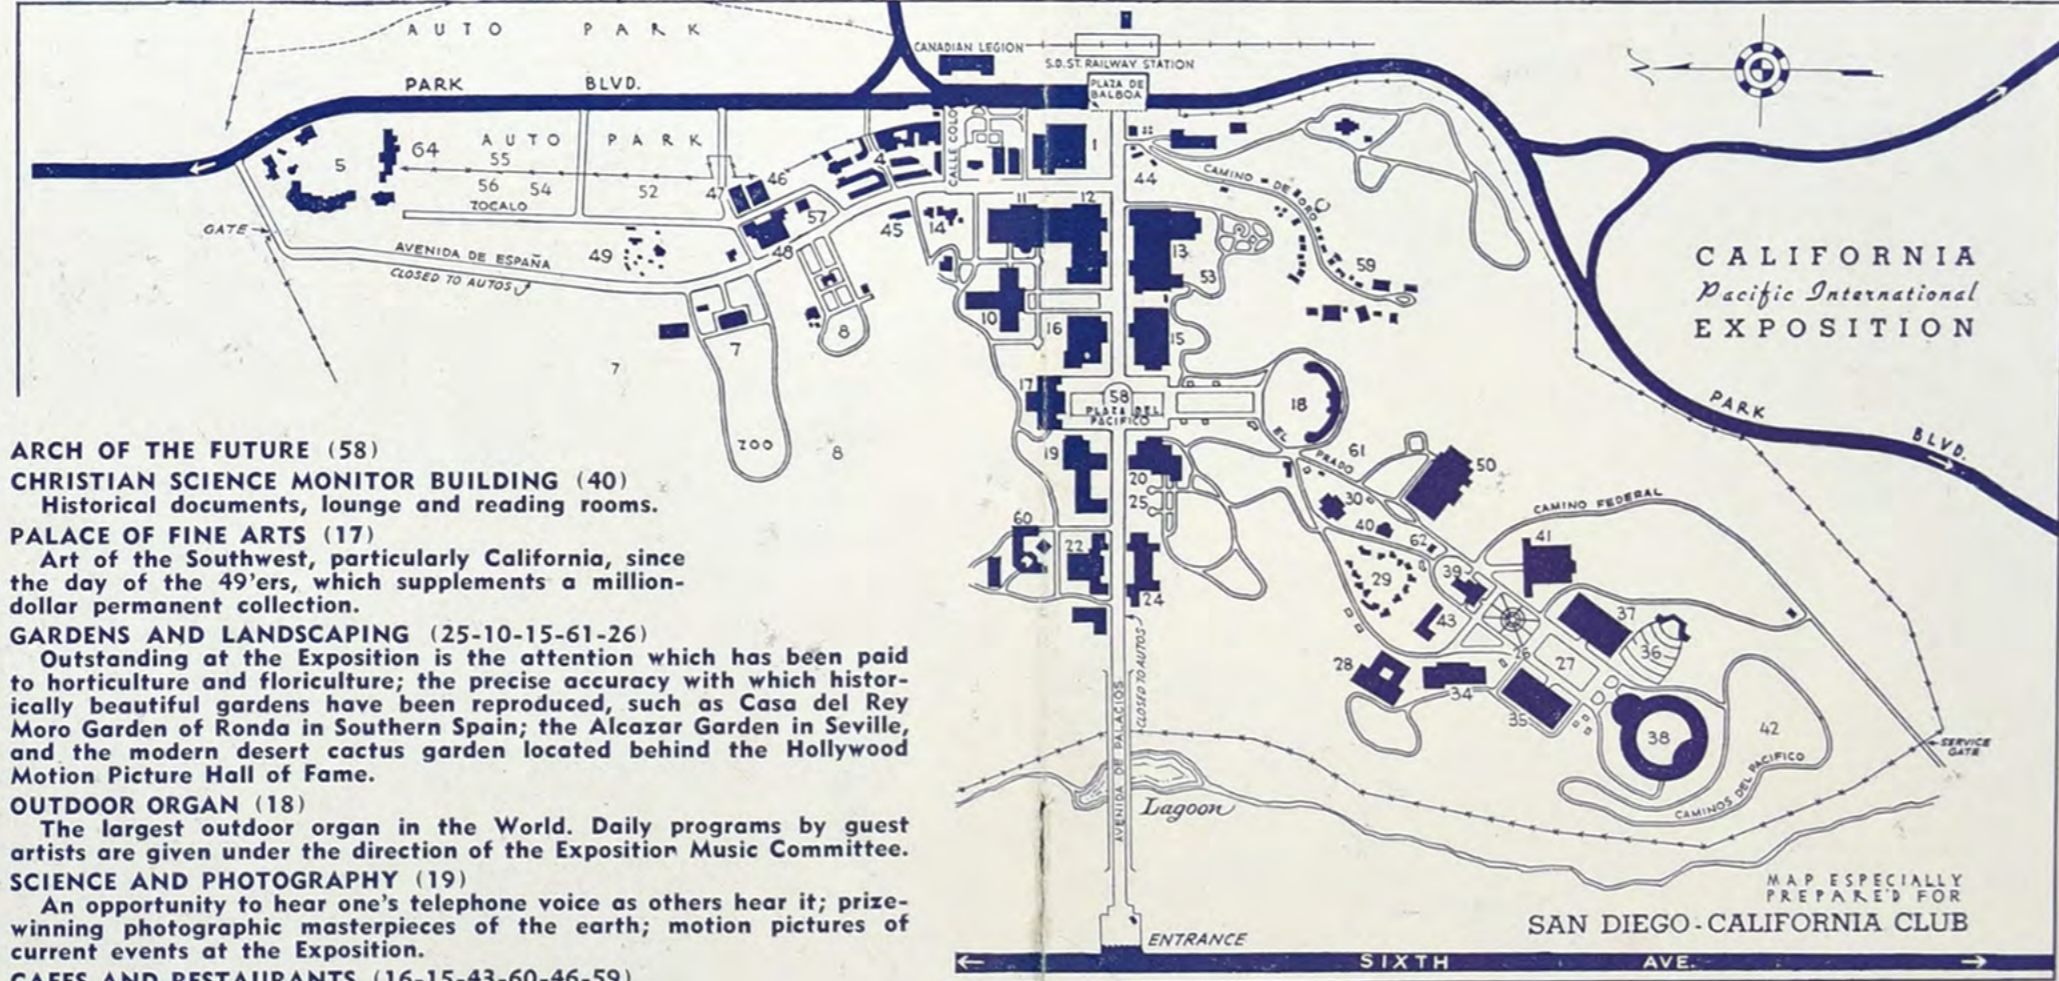 AUTO PARK
CANADIAN LEGION
S.D.ST. RAILWAY STATION
PARK BLVD.
PLAZA DE
BALBOA
AUTO PARK
5
64
55
56
54
52
47
46
4
1
44
ZOCALO
CAMINO DE ORO
GATE
AVENIDA DE ESPAÑA
CLOSED TO AUTOS
49
48
57
45
14
11
12
13
53
59
CALIFORNIA
Pacific International
EXPOSITION
10
16
15
8
7
7
17
58
PLAZA DEL
PACIFICO
18
ZOO
8
19
20
25
EL PRADO
61
50
PARK BLVD.
30
40
62
CAMINO FEDERAL
41
60
22
24
29
39
43
37
36
28
34
26
27
35
38
42
CLOSED TO AUTOS
AVENIDA DE PALACIOS
SERVICE
GATE
CAMINOS DEL PACIFICO
Lagoon
ENTRANCE
MAP ESPECIALLY
PREPARE'D FOR
SAN DIEGO-CALIFORNIA CLUB
SIXTH AVE.
ARCH OF THE FUTURE (58)
CHRISTIAN SCIENCE MONITOR BUILDING (40)
Historical documents, lounge and reading rooms.
PALACE OF FINE ARTS (17)
Art of the Southwest, particularly California, since
the day of the 49'ers, which supplements a million-
dollar permanent collection.
GARDENS AND LANDSCAPING (25-10-15-61-26)
Outstanding at the Exposition is the attention which has been paid
to horticulture and floriculture; the precise accuracy with which histor-
ically beautiful gardens have been reproduced, such as Casa del Rey
Moro Garden of Ronda in Southern Spain; the Alcazar Garden in Seville,
and the modern desert cactus garden located behind the Hollywood
Motion Picture Hall of Fame.
OUTDOOR ORGAN (18)
The largest outdoor organ in the World. Daily programs by guest
artists are given under the direction of the Exposition Music Committee.
SCIENCE AND PHOTOGRAPHY (19)
An opportunity to hear one's telephone voice as others hear it; prize-
winning photographic masterpieces of the earth; motion pictures of
current events at the Exposition.
CAFES AND RESTAURANTS (16-15-43-60-46-59)